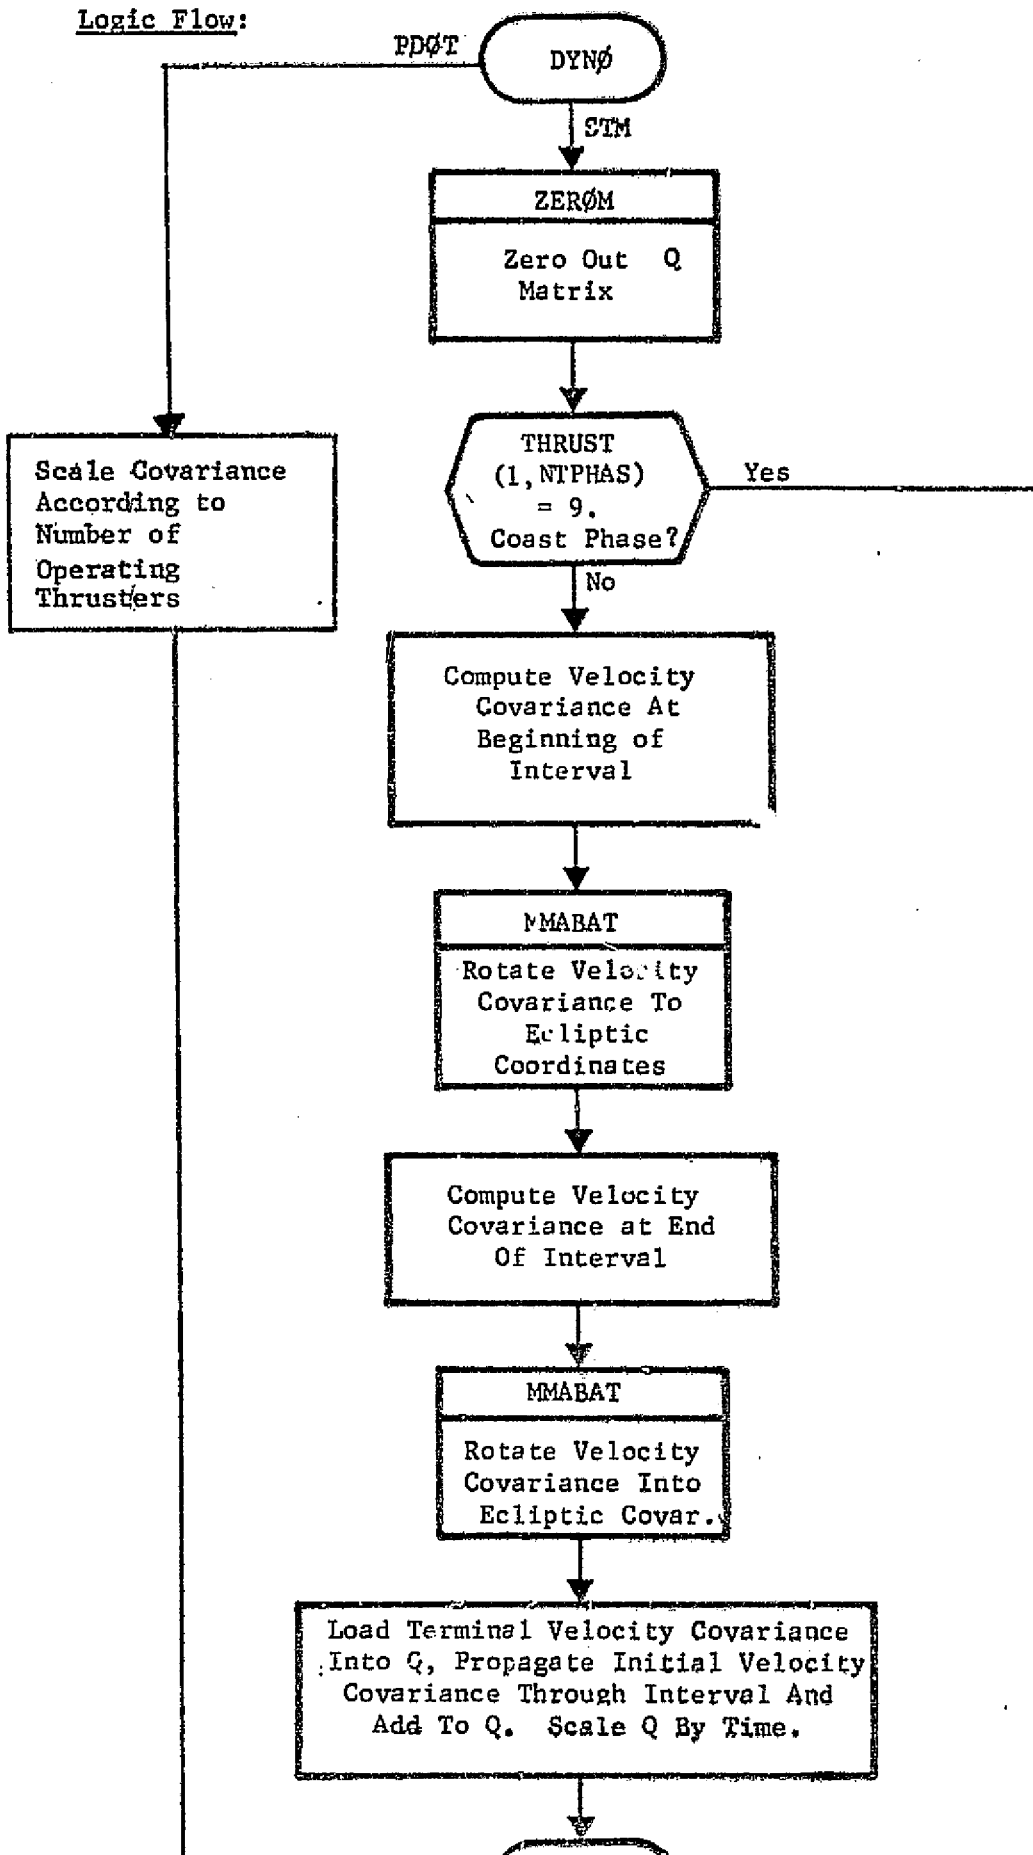 Logic Flow:
PDØT
DYNØ
STM
ZERØM
Zero Out Q
Matrix
THRUST
(1,NTPHAS)
= 9.
Coast Phase?
Yes
No
Scale Covariance
According to
Number of
Operating
Thrusters
Compute Velocity
Covariance At
Beginning of
Interval
MMABAT
Rotate Velocity
Covariance To
Ecliptic
Coordinates
Compute Velocity
Covariance at End
Of Interval
MMABAT
Rotate Velocity
Covariance Into
Ecliptic Covar.
Load Terminal Velocity Covariance
Into Q, Propagate Initial Velocity
Covariance Through Interval And
Add To Q. Scale Q By Time.